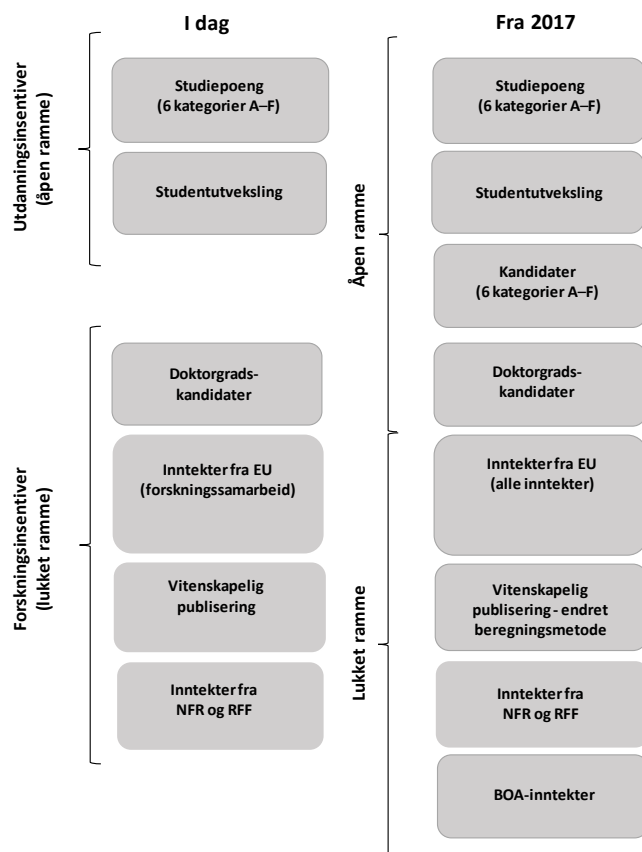 I dag
Utdanningsinsentiver
(åpen ramme)
Studiepoeng
(6 kategorier A–F)
Studentutveksling
Forskningsinsentiver
(lukket ramme)
Doktorgrads-
kandidater
Inntekter fra EU
(forskningssamarbeid)
Vitenskapelig
publisering
Inntekter fra
NFR og RFF
Fra 2017
Åpen ramme
Studiepoeng
(6 kategorier A–F)
Studentutveksling
Kandidater
(6 kategorier A–F)
Doktorgrads-
kandidater
Lukket ramme
Inntekter fra EU
(alle inntekter)
Vitenskapelig
publisering - endret
beregningsmetode
Inntekter fra
NFR og RFF
BOA-inntekter